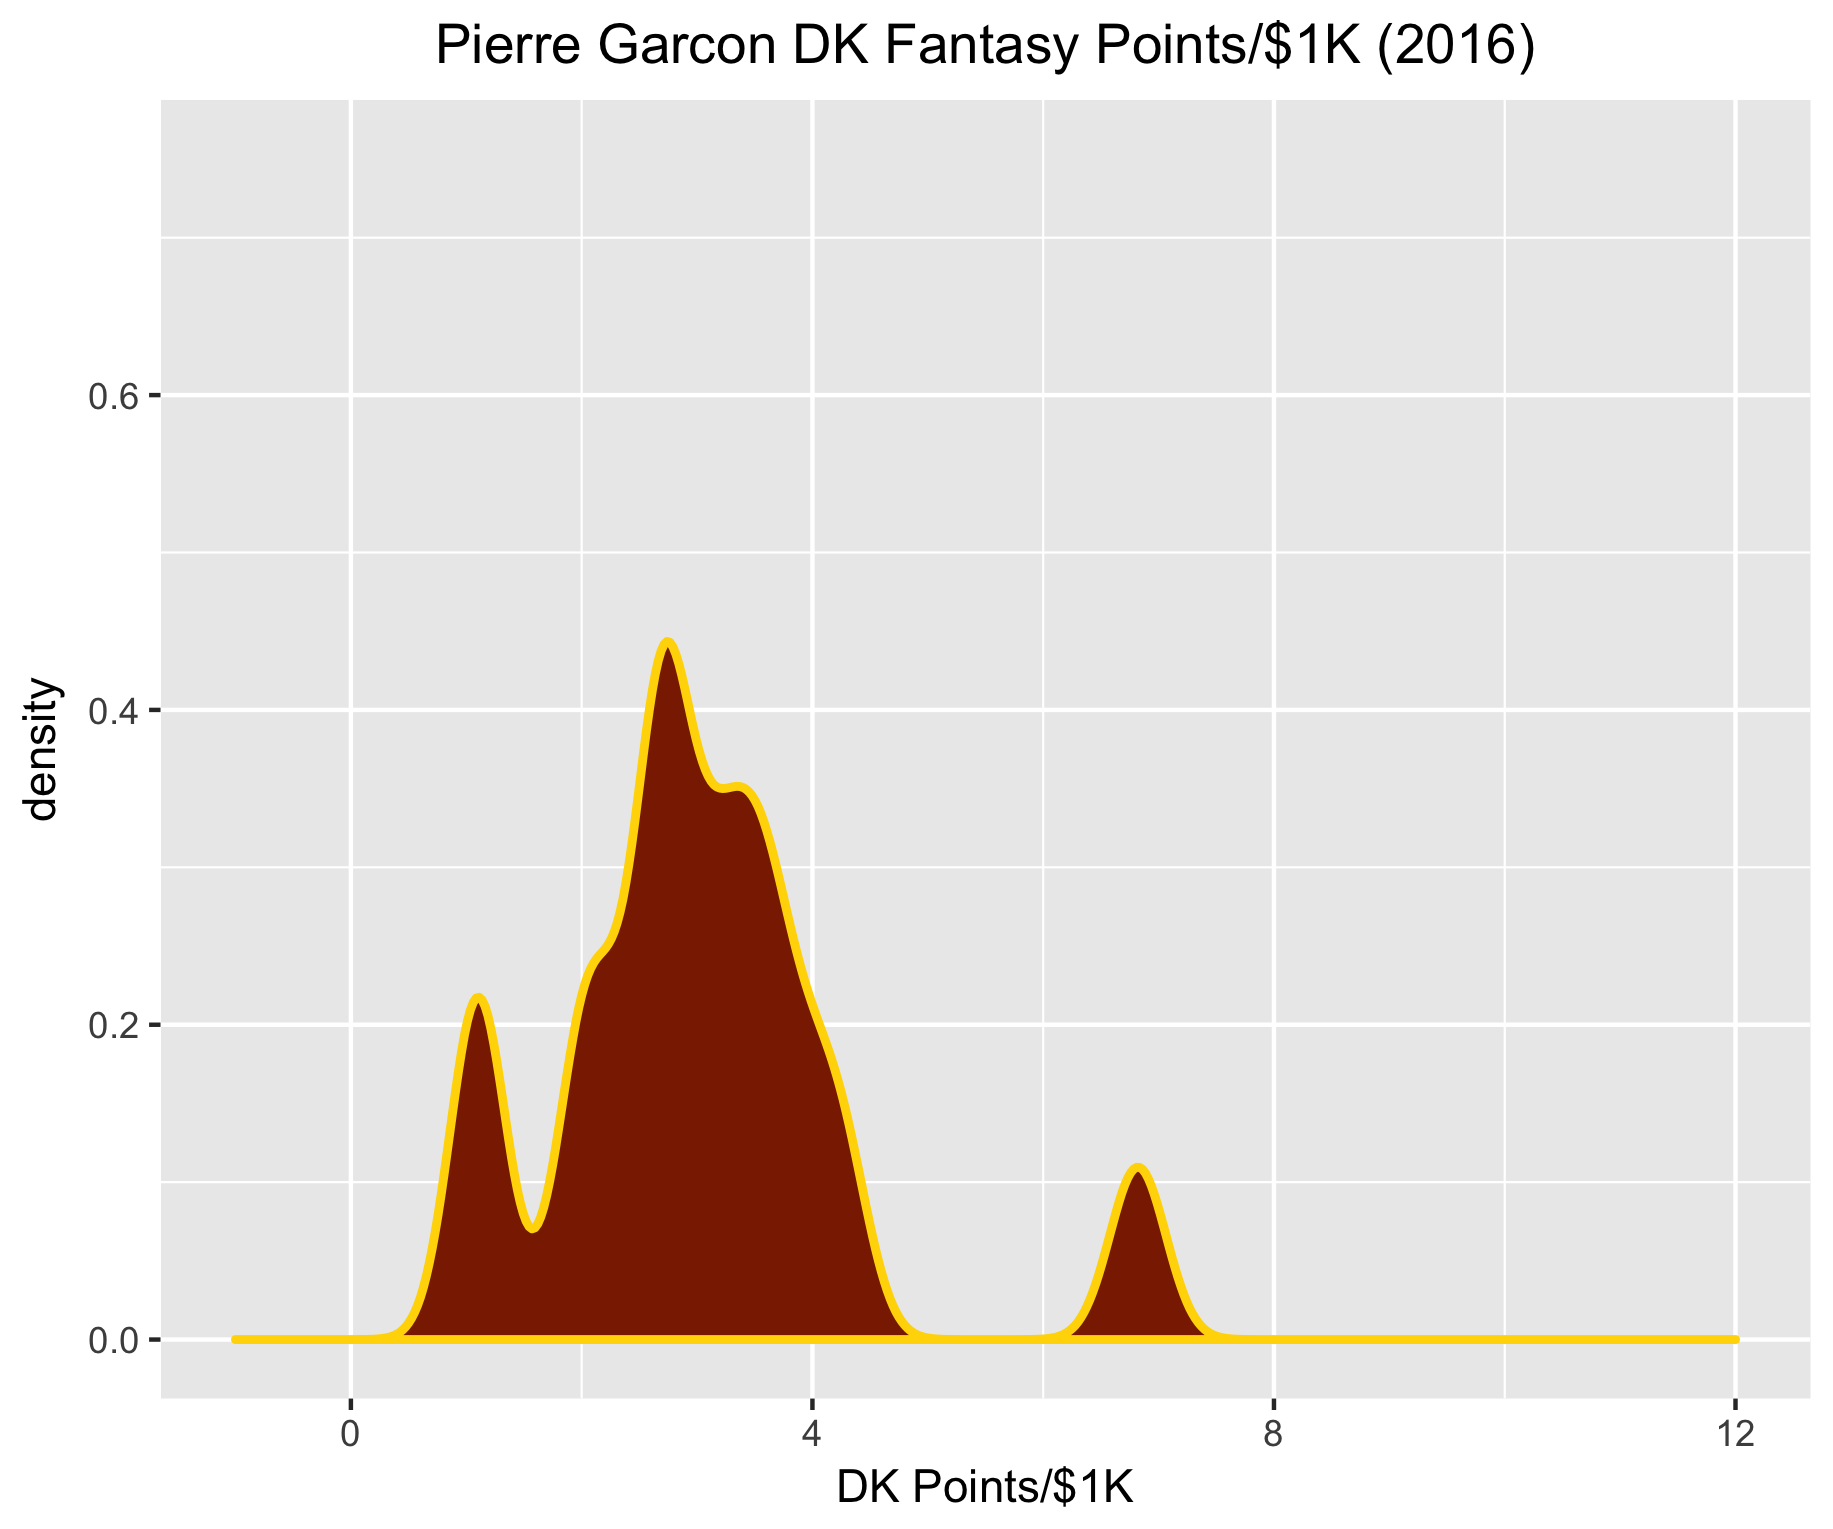 Pierre Garcon DK Fantasy Points/$1K (2016)
0.6
0.4
0.2
0.0
density
0 4 8 12
DK Points/$1K